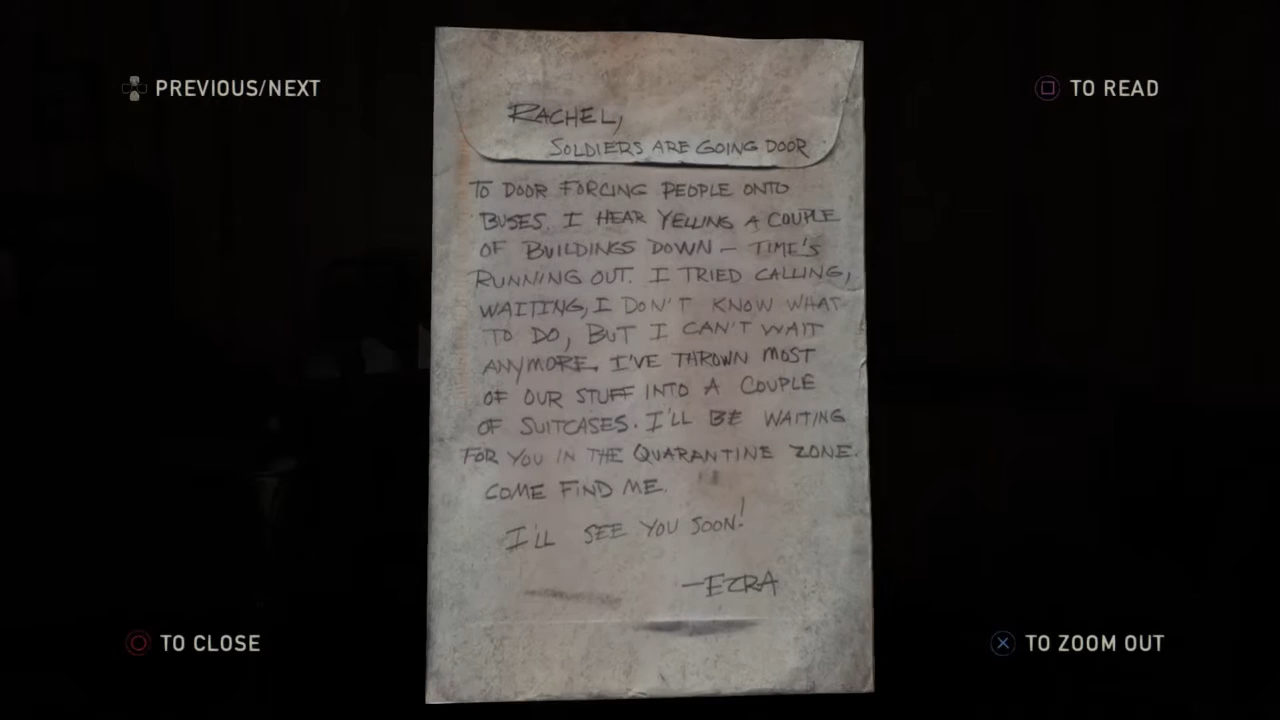 PREVIOUS/NEXT
TO READ
RACHEL,
SOLDIERS ARE GOING DOOR
TO DOOR FORCING PEOPLE ONTO
BUSES. I HEAR YELLING A COUPLE
OF BUILDINGS DOWN – TIME'S
RUNNING OUT. I TRIED CALLING,
WAITING, I DON'T KNOW WHAT
TO DO, BUT I CAN'T WAIT
ANYMORE. I'VE THROWN MOST
OF OUR STUFF INTO A COUPLE
OF SUITCASES. I'LL BE WAITING
FOR YOU IN THE QUARANTINE ZONE.
COME FIND ME.
I'LL SEE YOU SOON!
–EZRA
TO CLOSE
TO ZOOM OUT